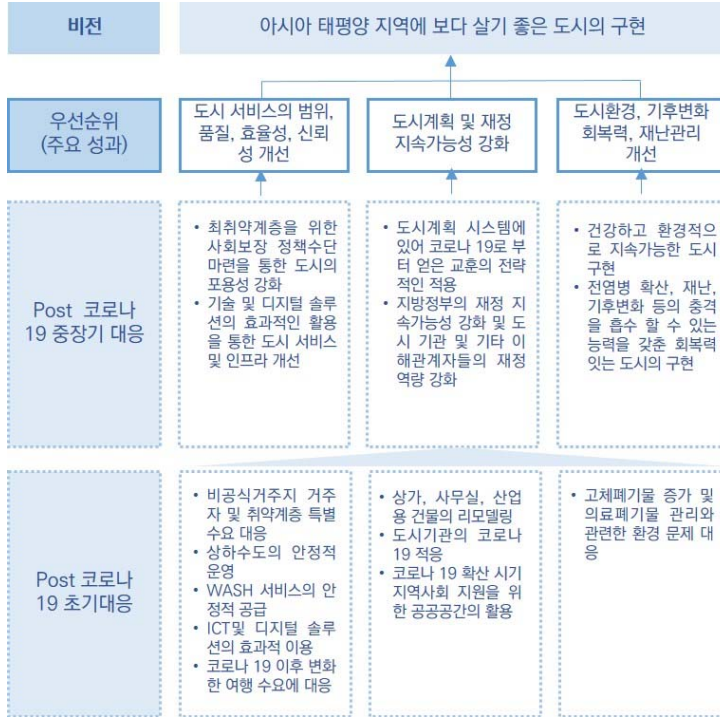 비전
아시아 태평양 지역에 보다 살기 좋은 도시의 구현
우선순위
(주요 성과)
도시 서비스의 범위,
품질, 효율성, 신뢰
성 개선
도시계획 및 재정
지속가능성 강화
도시환경, 기후변화
회복력, 재난관리
개선
Post 코로나
19 중장기 대응
• 최취약계층을 위한
사회보장 정책수단
마련을 통한 도시의
포용성 강화
• 기술 및 디지털 솔루
션의 효과적인 활용
을 통한 도시 서비스
및 인프라 개선
• 도시계획 시스템에
있어 코로나 19로 부
터 얻은 교훈의 전략
적인 적용
• 지방정부의 재정 지
속가능성 강화 및 도
시 기관 및 기타 이
해관계자들의 재정
역량 강화
• 건강하고 환경적으
로 지속가능한 도시
구현
• 전염병 확산, 재난,
기후변화 등의 충격
을 흡수 할 수 있는
능력을 갖춘 회복력
잇는 도시의 구현
Post 코로나
19 초기대응
• 비공식거주지 거주
자 및 취약계층 특별
수요 대응
• 상하수도의 안정적
운영
• WASH 서비스의 안
정적 공급
• ICT및 디지털 솔루
션의 효과적 이용
• 코로나 19 이후 변화
한 여행 수요에 대응
• 상가, 사무실, 산업
용 건물의 리모델링
• 도시기관의 코로나
19 적응
• 코로나 19 확산 시기
지역사회 지원을 위
한 공공공간의 활용
• 고체폐기물 증가 및
의료폐기물 관리와
관련한 환경 문제 대
응